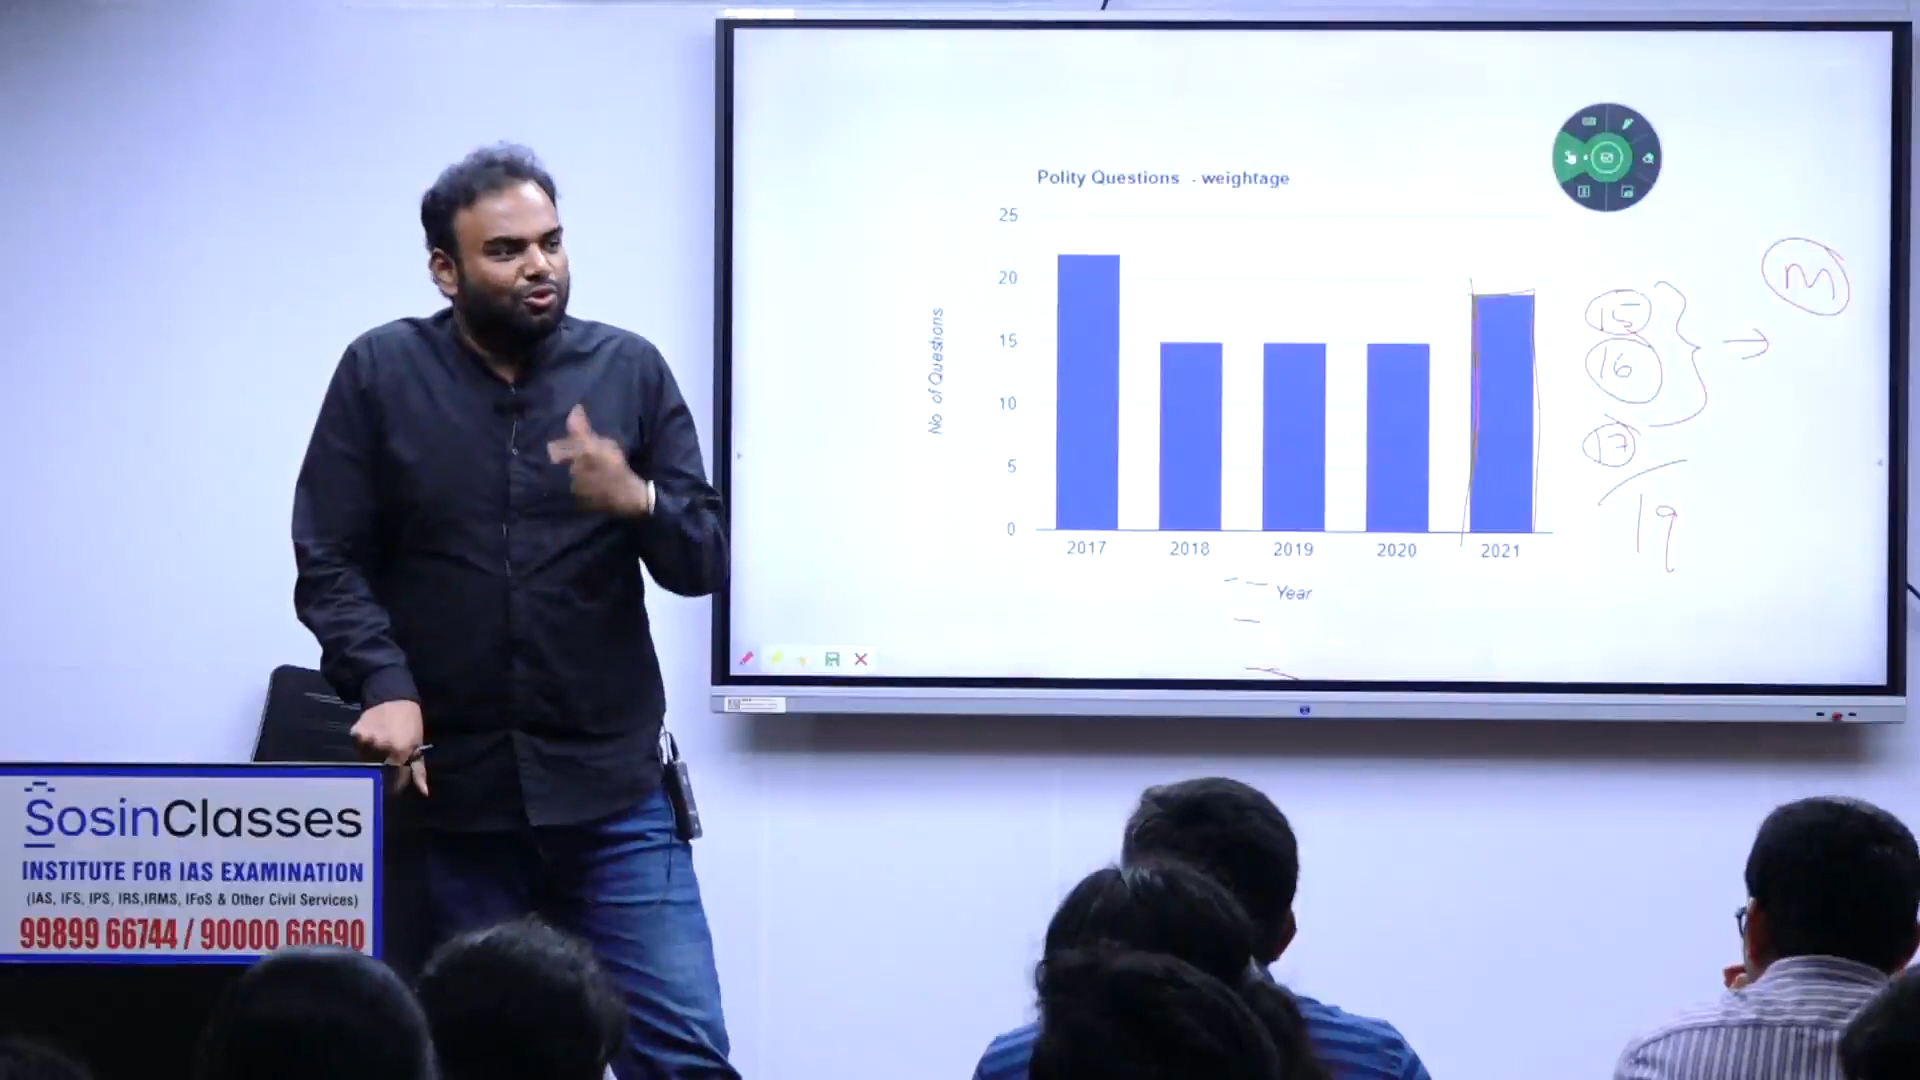 Polity Questions - weightage
25
20
15
10
5
0
No of Questions
2017 2018 2019 2020 2021
Year
15
16
17
19
M
SosinClasses
INSTITUTE FOR IAS EXAMINATION
(IAS, IFS, IPS, IRS,IRMS, IFoS & Other Civil Services)
99899 66744 / 90000 66690